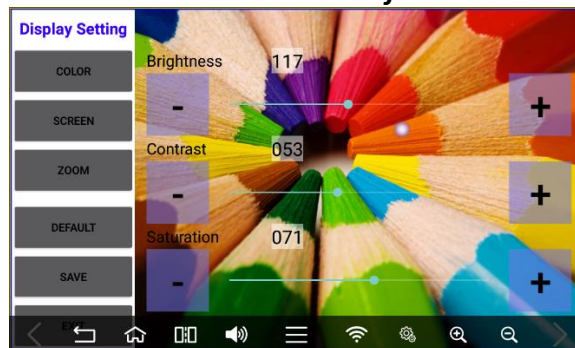 Display Setting
COLOR
SCREEN
ZOOM
DEFAULT
SAVE
Brightness 117
- +
Contrast 053
- +
Saturation 071
- +